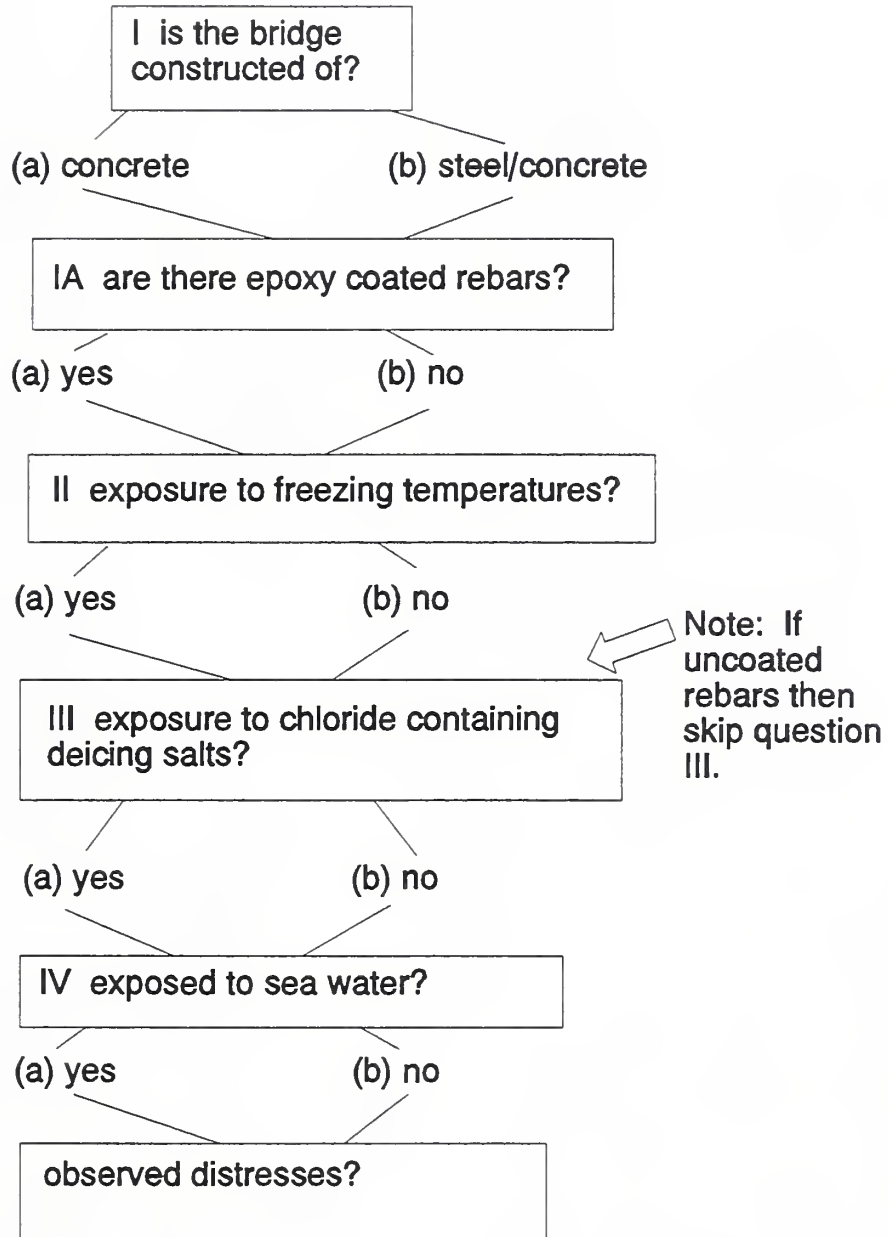 I is the bridge
constructed of?
(a) concrete
(b) steel/concrete
IA are there epoxy coated rebars?
(a) yes
(b) no
II exposure to freezing temperatures?
(a) yes
(b) no
Note: If
uncoated
rebars then
skip question
III.
III exposure to chloride containing
deicing salts?
(a) yes
(b) no
IV exposed to sea water?
(a) yes
(b) no
observed distresses?